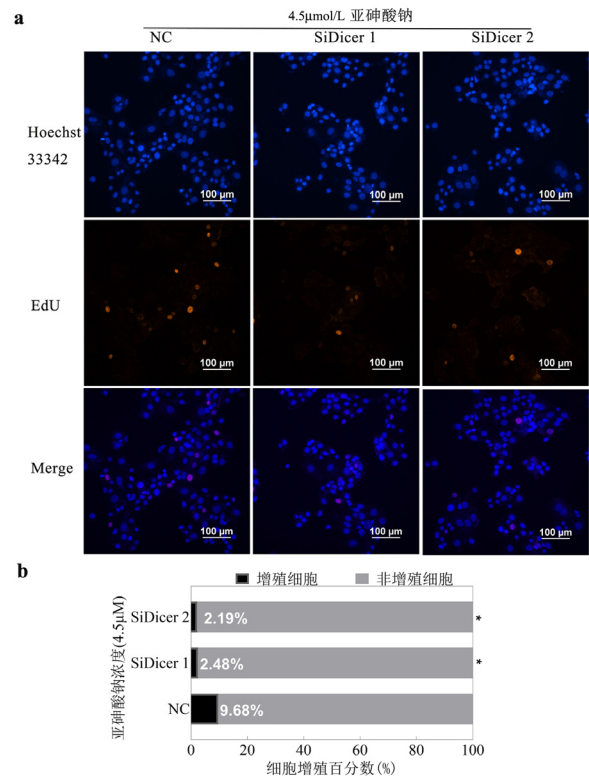 a
4.5μmol/L 亚砷酸钠
NC SiDicer 1 SiDicer 2
Hoechst
33342
100 μm 100 μm 100 μm
EdU
100 μm 100 μm 100 μm
Merge
100 μm 100 μm 100 μm
b
增殖细胞 非增殖细胞
亚砷酸钠浓度(4.5μM)
SiDicer 2 2.19% *
SiDicer 1 2.48% *
NC 9.68%
0 20 40 60 80 100
细胞增殖百分数(%)